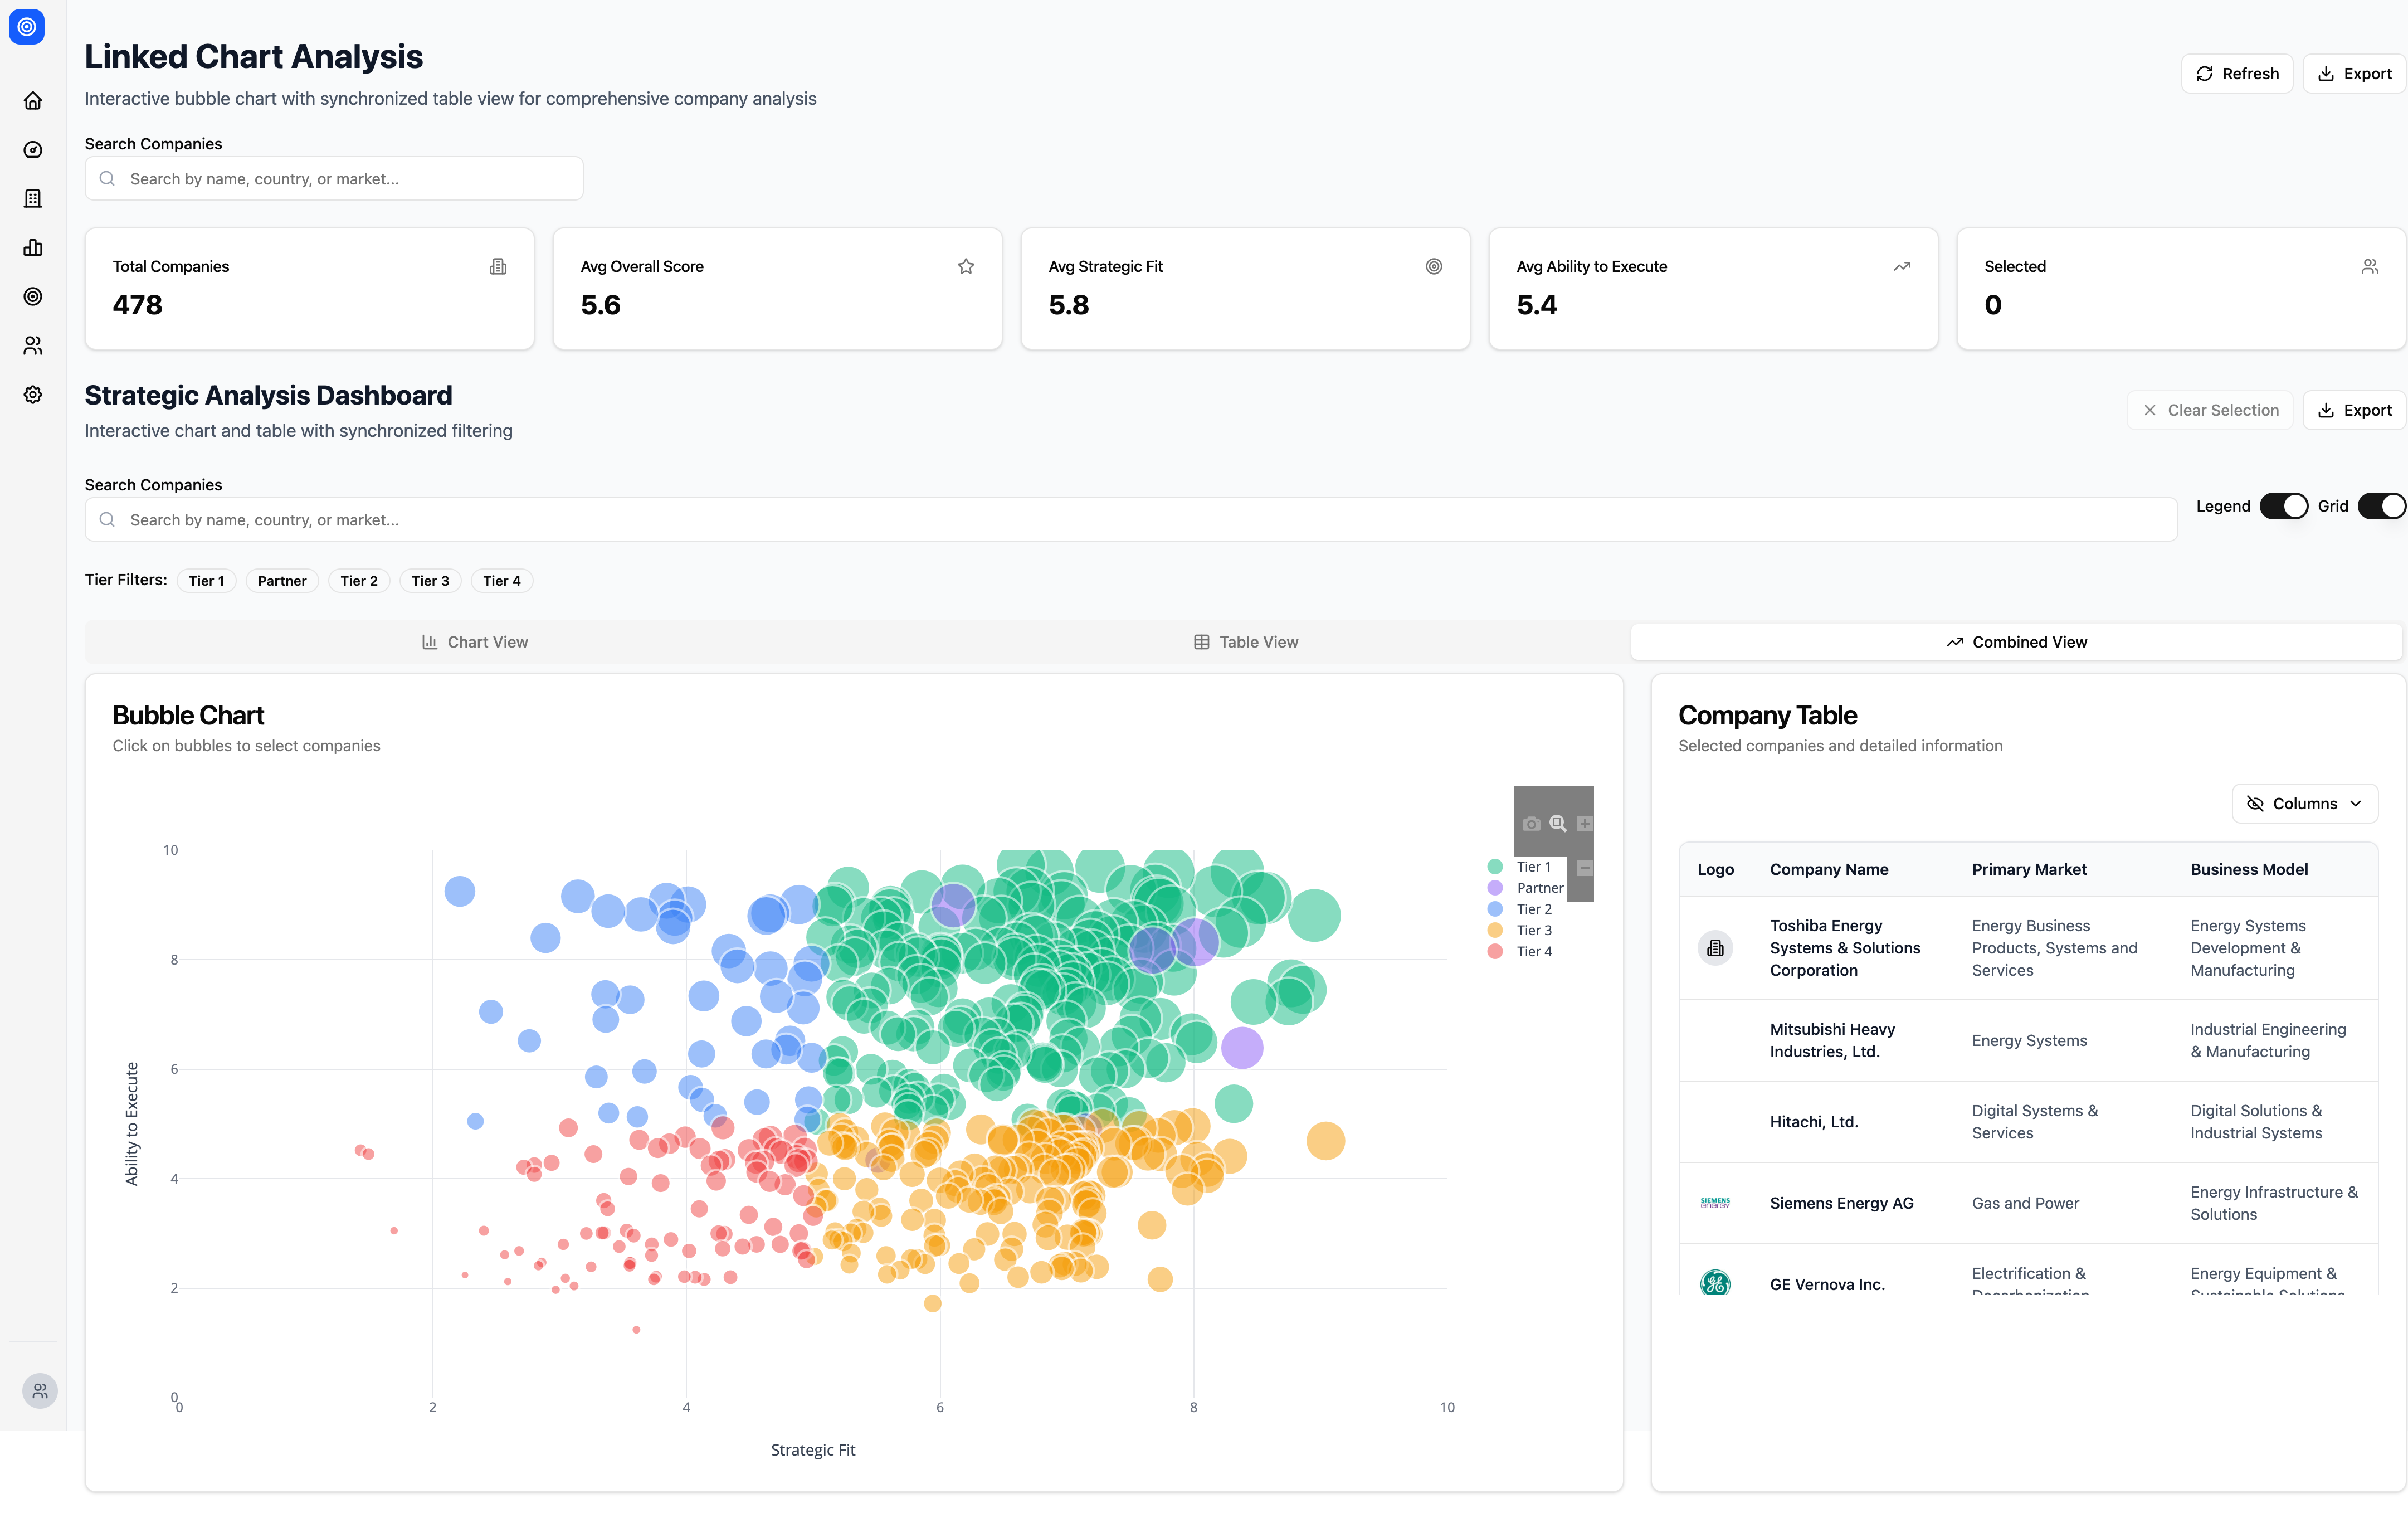 Linked Chart Analysis
Interactive bubble chart with synchronized table view for comprehensive company analysis
Refresh
Export
Search Companies
Search by name, country, or market...
Total Companies
478
Avg Overall Score
5.6
Avg Strategic Fit
5.8
Avg Ability to Execute
5.4
Selected
0
Strategic Analysis Dashboard
Interactive chart and table with synchronized filtering
Clear Selection
Export
Search Companies
Search by name, country, or market...
Legend
Grid
Tier Filters:
Tier 1
Partner
Tier 2
Tier 3
Tier 4
Chart View
Table View
Combined View
Bubble Chart
Click on bubbles to select companies
10
8
6
4
2
0
0
2
4
6
8
10
Ability to Execute
Strategic Fit
Tier 1
Partner
Tier 2
Tier 3
Tier 4
Company Table
Selected companies and detailed information
Columns
Logo
Company Name
Primary Market
Business Model
Toshiba Energy
Systems & Solutions
Corporation
Energy Business
Products, Systems and
Services
Energy Systems
Development &
Manufacturing
Mitsubishi Heavy
Industries, Ltd.
Energy Systems
Industrial Engineering
& Manufacturing
Hitachi, Ltd.
Digital Systems &
Services
Digital Solutions &
Industrial Systems
SIEMENS
energy
Siemens Energy AG
Gas and Power
Energy Infrastructure &
Solutions
GE
GE Vernova Inc.
Electrification &
Decarbonization
Energy Equipment &
Sustainable Solutions